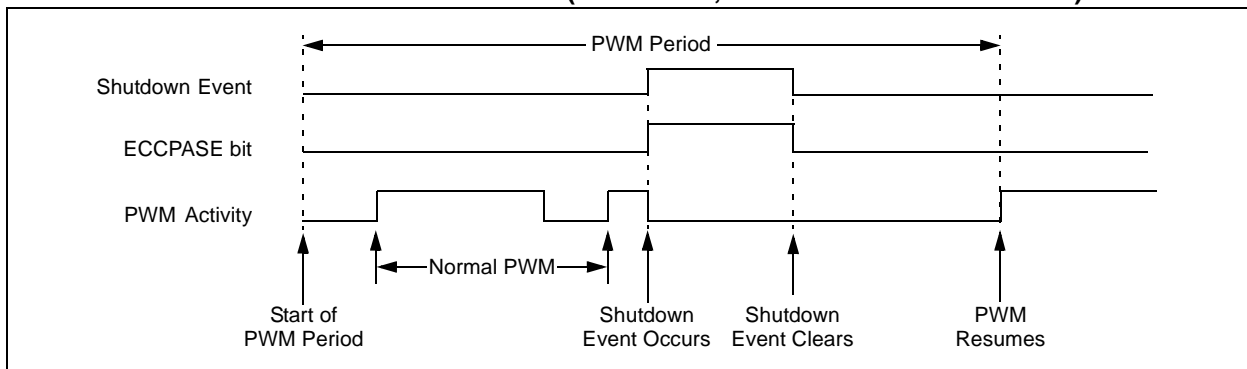 PWM Period
Shutdown Event
ECCPASE bit
PWM Activity
Normal PWM
Start of
PWM Period
Shutdown
Event Occurs
Shutdown
Event Clears
PWM
Resumes